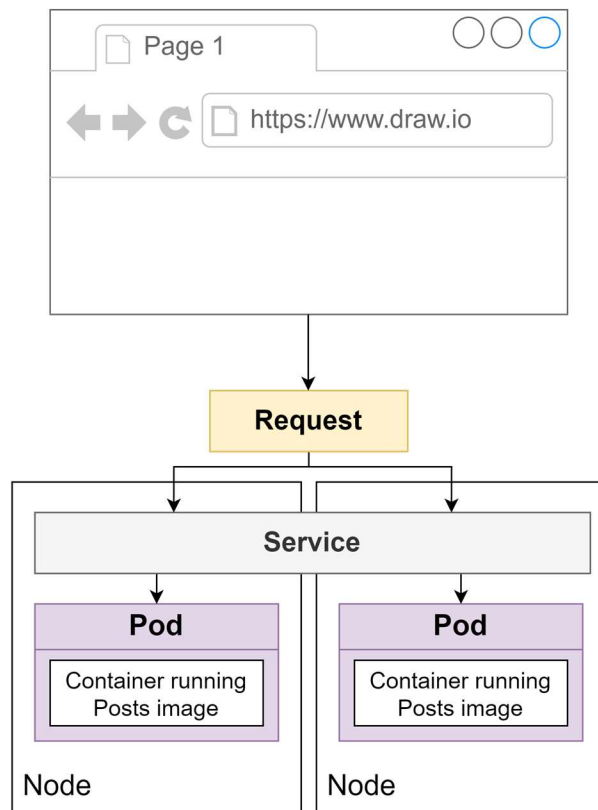 Page 1
https://www.draw.io
Request
Service
Pod
Container running
Posts image
Node
Pod
Container running
Posts image
Node